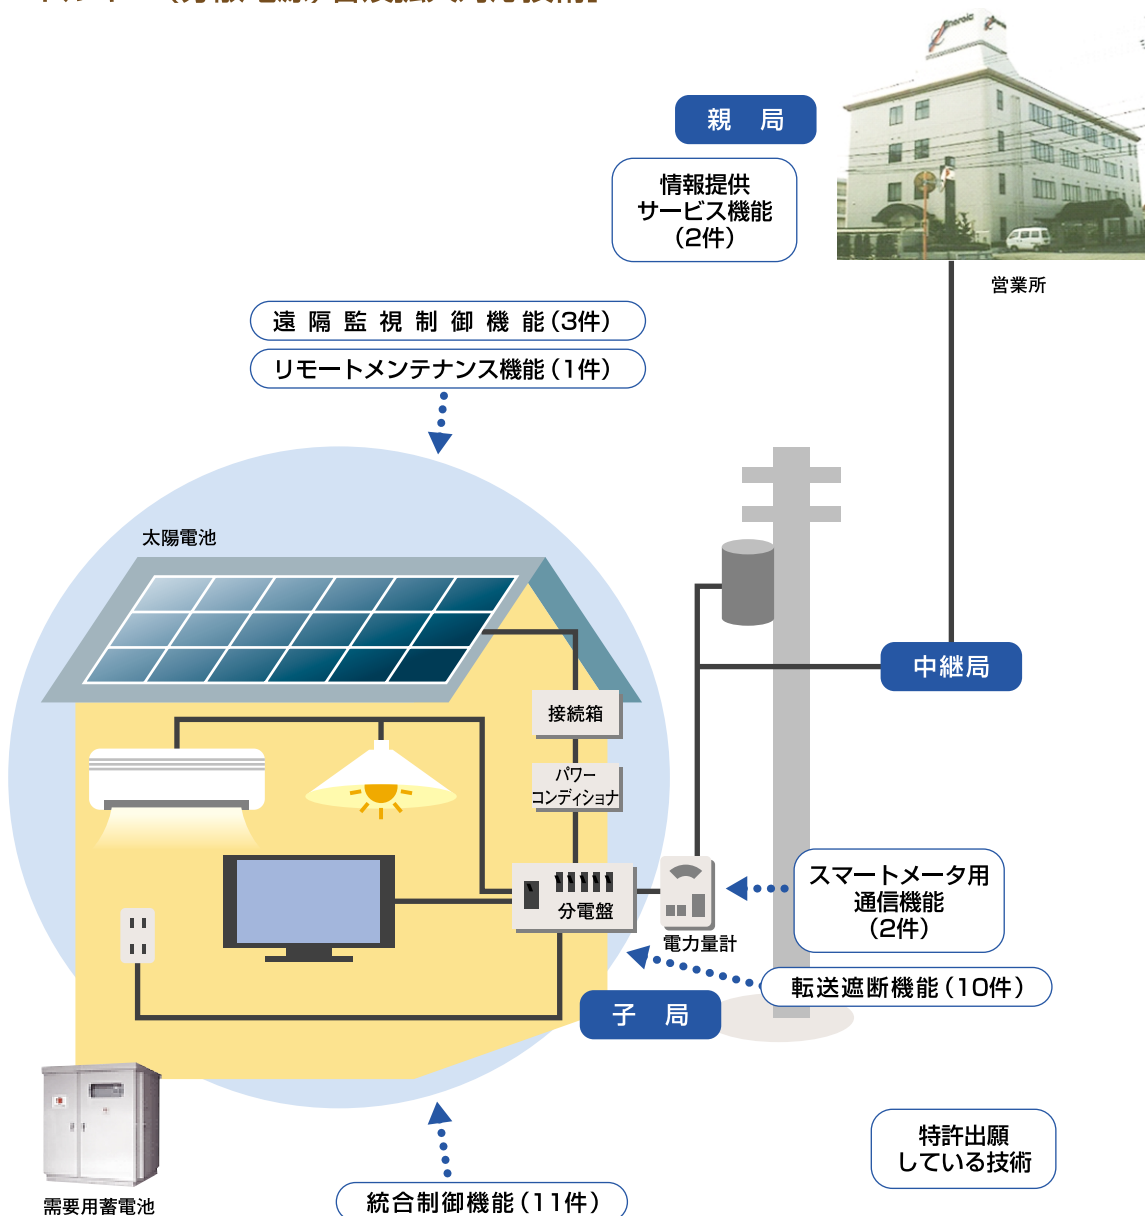 親 局
情報提供
サービス機能
（2件）
営業所
遠隔監視制御機能（3件）
リモートメンテナンス機能（1件）
太陽電池
接続箱
パワー
コンディショナ
中継局
分電盤
電力量計
スマートメータ用
通信機能
（2件）
転送遮断機能（10件）
子 局
需要用蓄電池
統合制御機能（11件）
特許出願
している技術